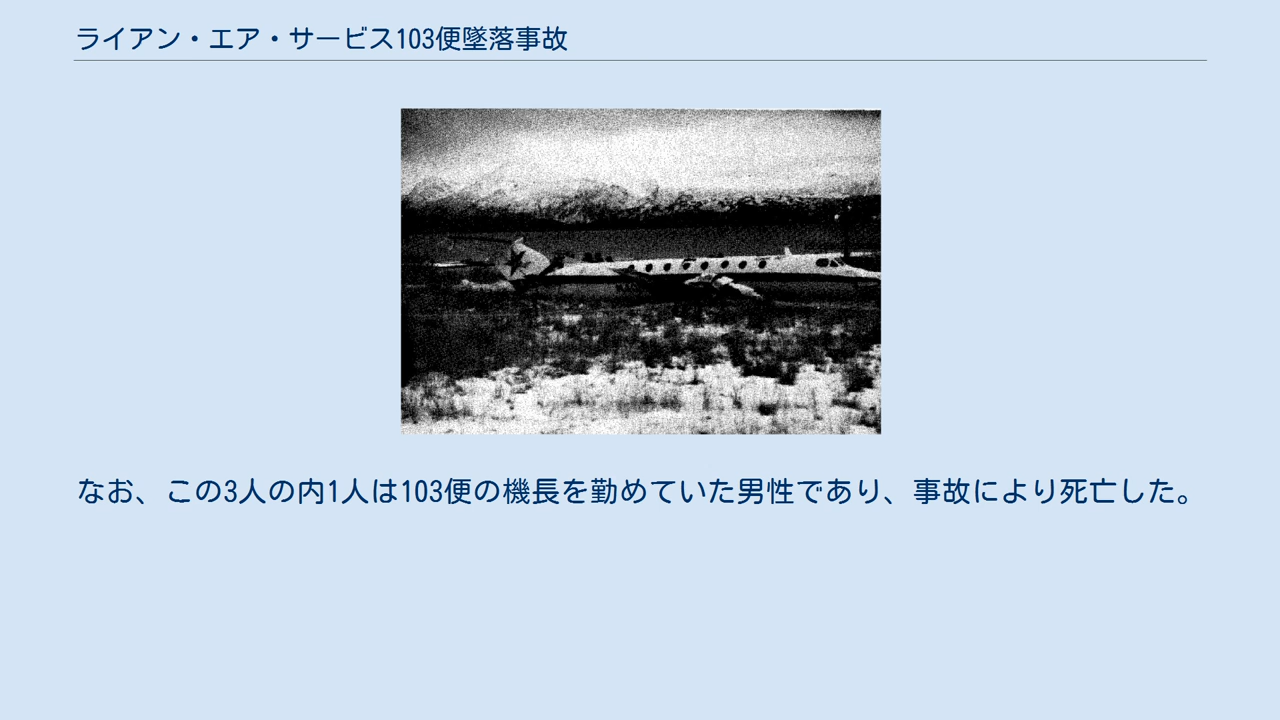 ライアン・エア・サービス103便墜落事故
なお、この3人の内1人は103便の機長を勤めていた男性であり、事故により死亡した。